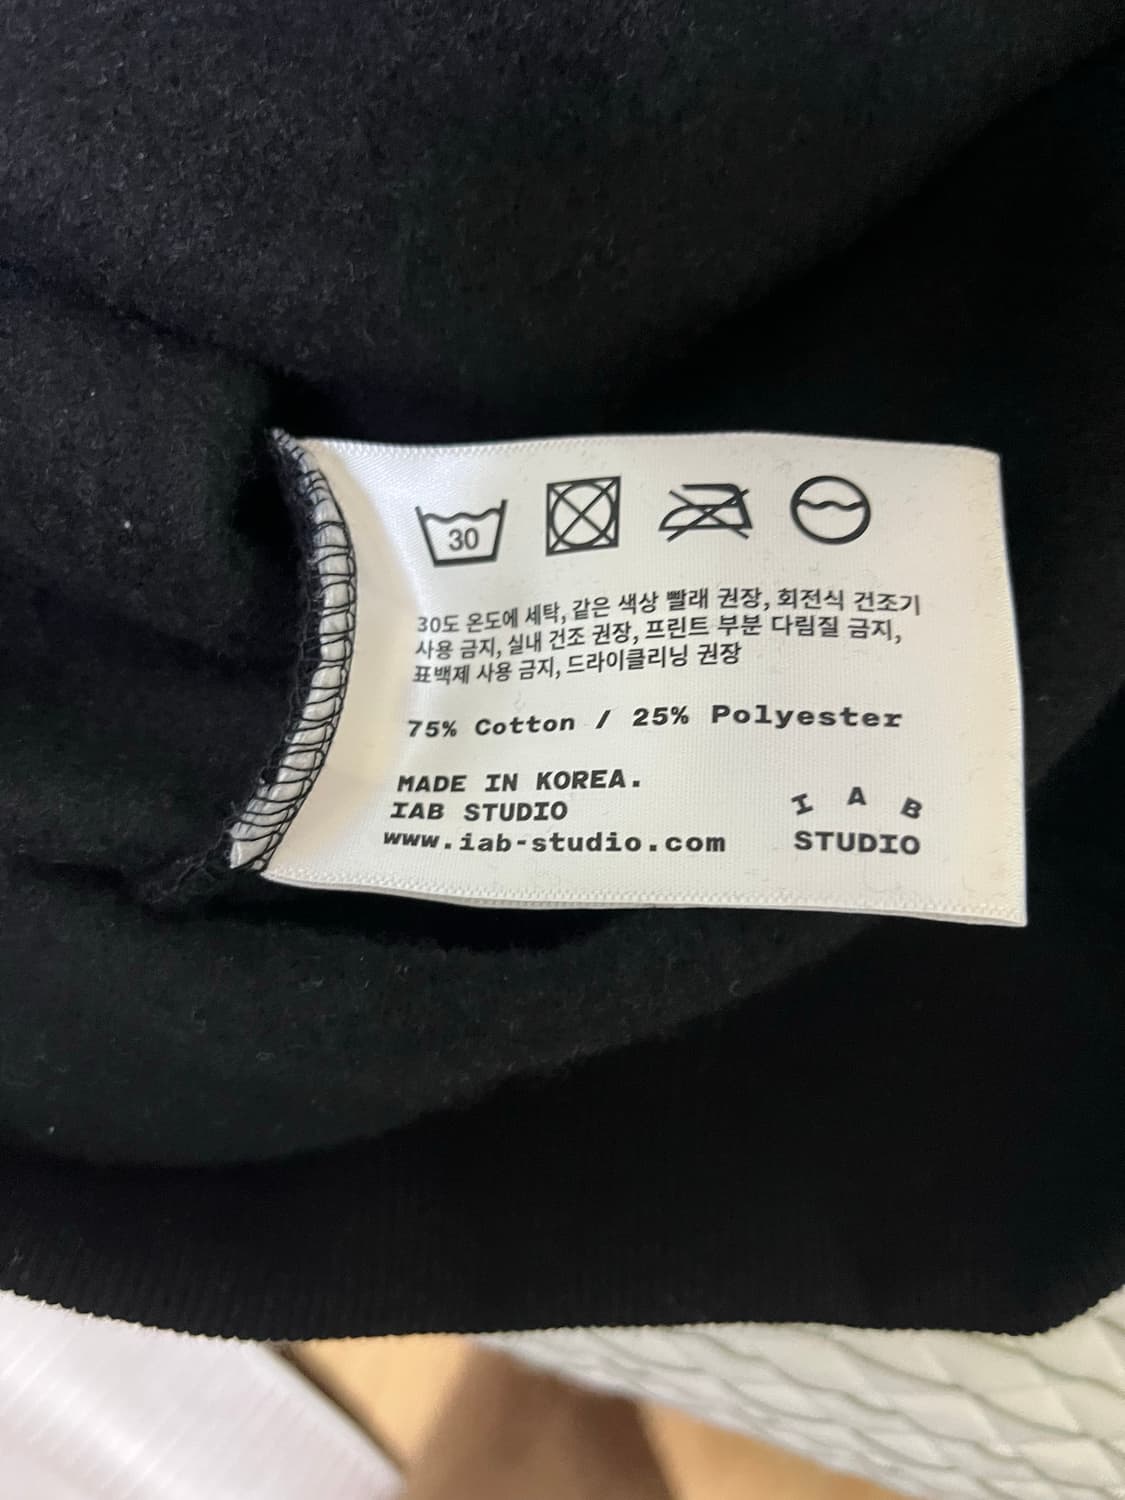 30
30도 온도에 세탁, 같은 색상 빨래 권장, 회전식 건조기
사용 금지, 실내 건조 권장, 프린트 부분 다림질 금지,
표백제 사용 금지, 드라이클리닝 권장
75% Cotton / 25% Polyester
MADE IN KOREA.
IAB STUDIO
www.iab-studio.com
I A B
STUDIO